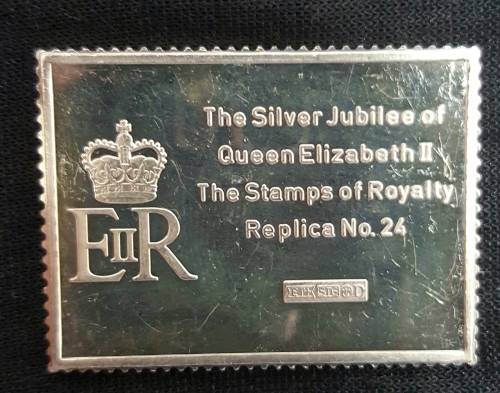 The Silver Jubilee of
Queen Elizabeth II
The Stamps of Royalty
Replica No. 24
EIIR